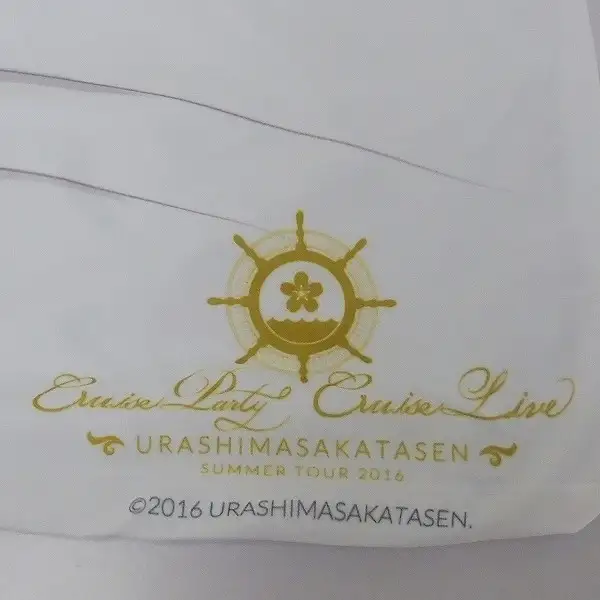 Cruise Party Cruise Live
URASHIMASAKATASEN
SUMMER TOUR 2016
©2016 URASHIMASAKATASEN.